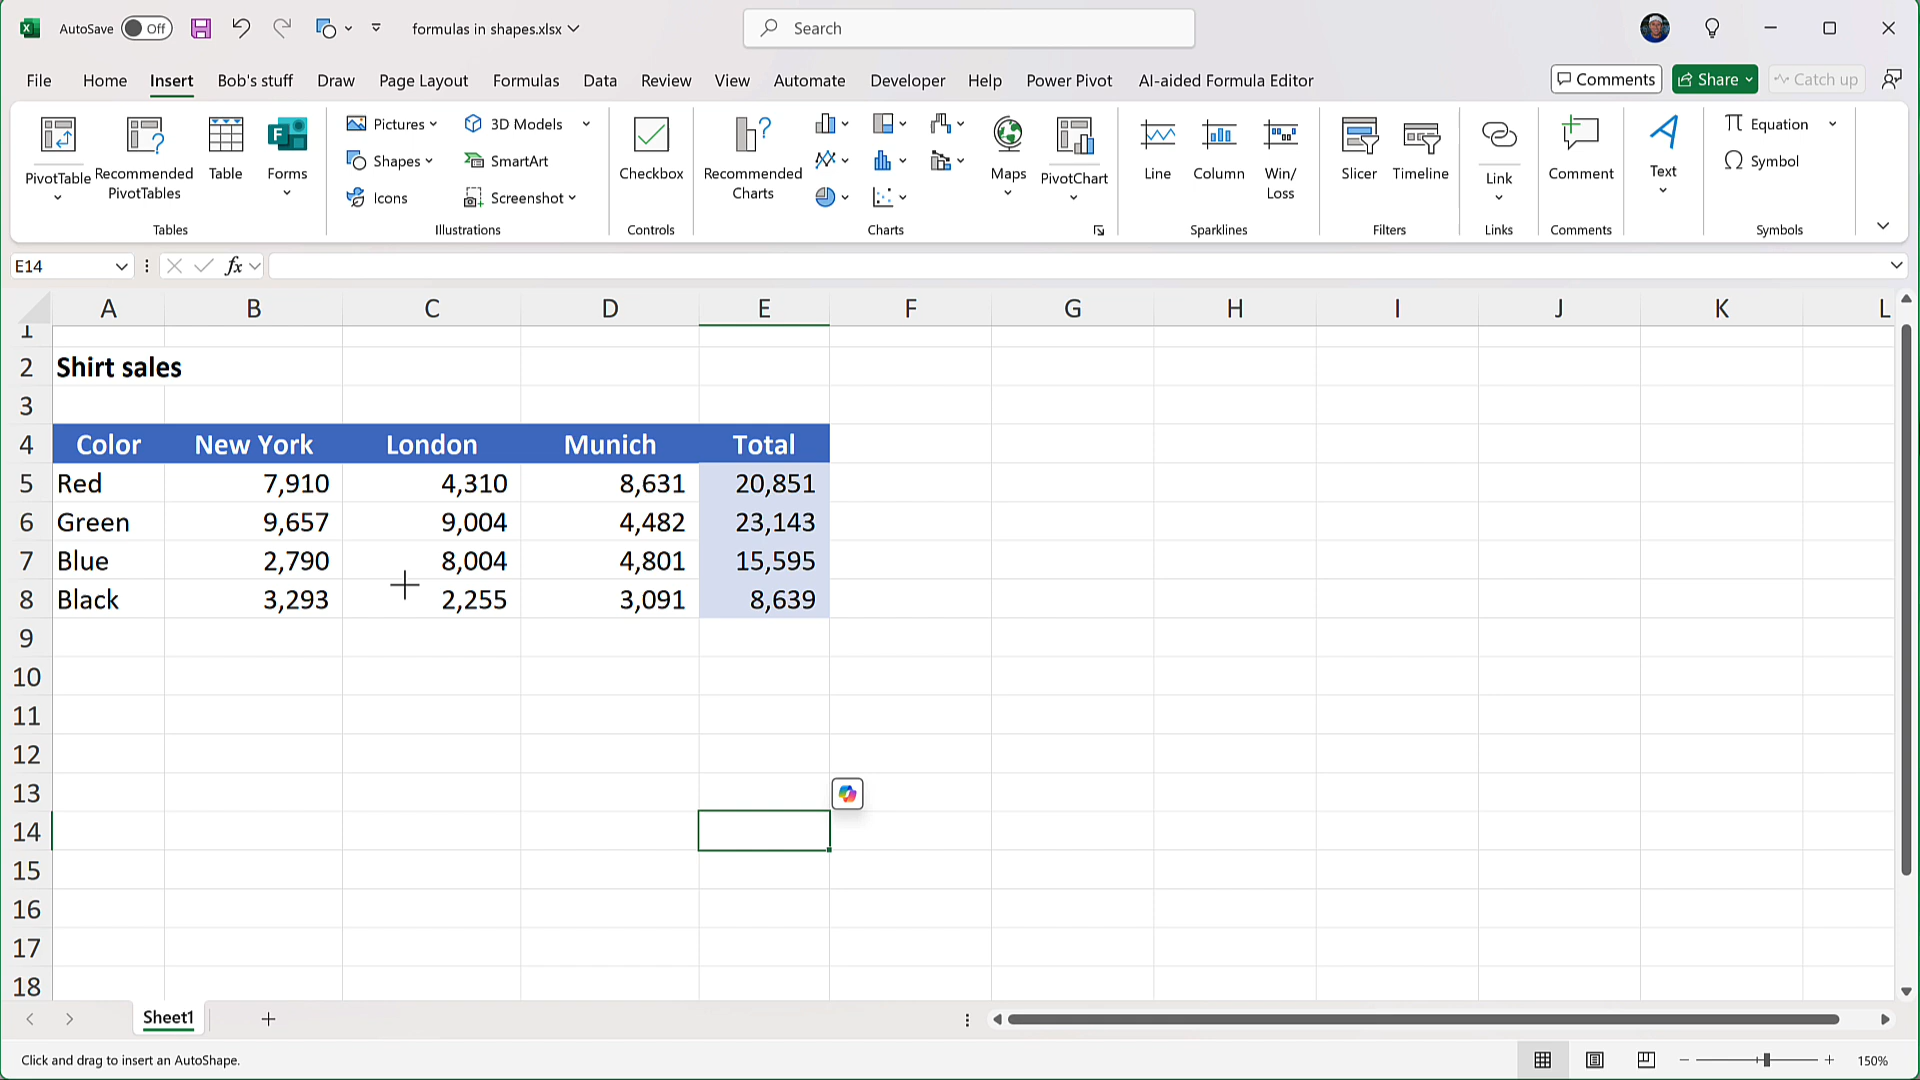 AutoSave Off formulas in shapes.xlsx Search
File Home Insert Bob's stuff Draw Page Layout Formulas Data Review View Automate Developer Help Power Pivot AI-aided Formula Editor Comments Share Catch up
PivotTable Recommended PivotTables Table Forms
Tables
Pictures Shapes Icons 3D Models SmartArt Screenshot
Illustrations
Checkbox
Controls
Recommended Charts Maps PivotChart
Charts
Line Column Win/Loss
Sparklines
Slicer Timeline
Filters
Link
Links
Comment
Comments
Text
Equation Symbol
Symbols
E14 fx
A B C D E F G H I J K L
1
2 Shirt sales
3
4 Color New York London Munich Total
5 Red 7,910 4,310 8,631 20,851
6 Green 9,657 9,004 4,482 23,143
7 Blue 2,790 8,004 4,801 15,595
8 Black 3,293 2,255 3,091 8,639
9
10
11
12
13
14
15
16
17
18
Sheet1
Click and drag to insert an AutoShape. 150%